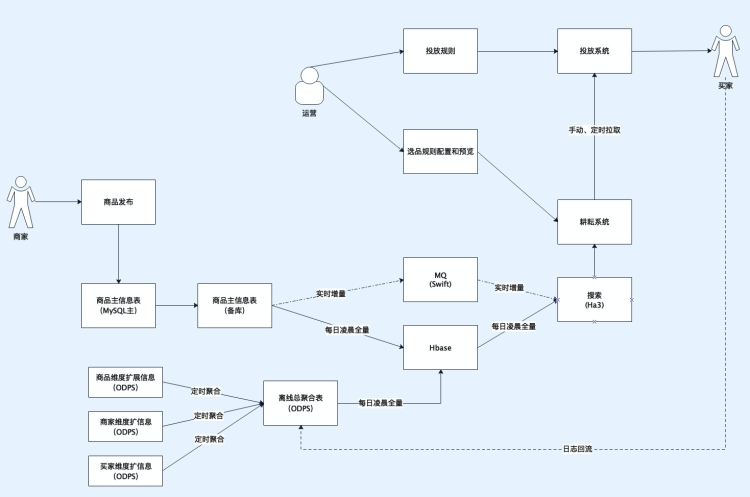 投放规则
投放系统
买家
运营
手动、定时拉取
选品规则配置和预览
商品发布
耕耘系统
商家
MQ
(Swift)
实时增量
实时增量
商品主信息表
(MySQL主)
商品主信息表
(备库)
搜索
(Ha3)
每日凌晨全量
每日凌晨全量
Hbase
商品维度扩展信息
(ODPS)
定时聚合
离线总聚合表
(ODPS)
每日凌晨全量
商家维度扩信息
(ODPS)
定时聚合
定时聚合
日志回流
买家维度扩信息
(ODPS)